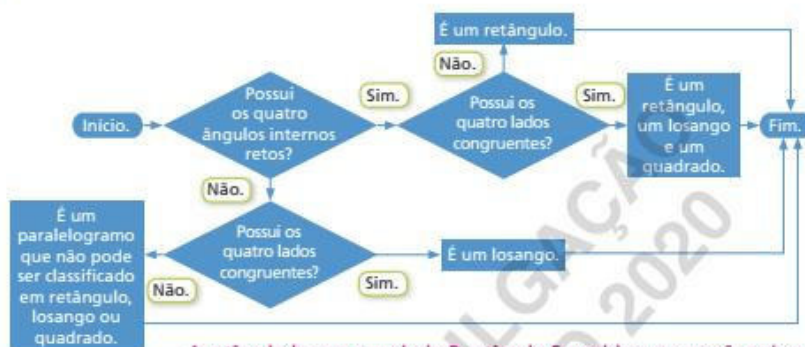 É um retângulo.
Não.
Início.
Possui
os quatro
ângulos internos
retos?
Sim.
Possui os
quatro lados
congruentes?
Sim.
É um
retângulo,
um losango
e um
quadrado.
Fim.
Não.
É um
paralelogramo
que não pode
ser classificado
em retângulo,
losango ou
quadrado.
Não.
Possui os
quatro lados
congruentes?
Sim.
É um losango.